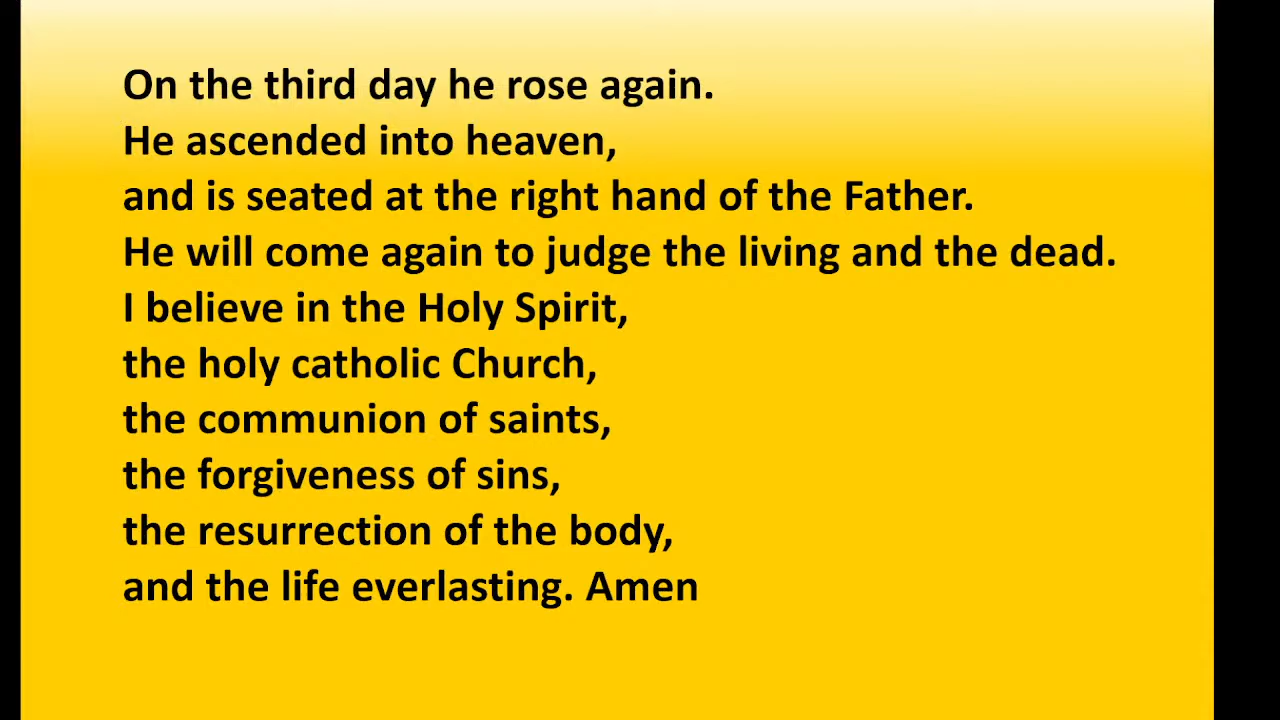 On the third day he rose again.
He ascended into heaven,
and is seated at the right hand of the Father.
He will come again to judge the living and the dead.
I believe in the Holy Spirit,
the holy catholic Church,
the communion of saints,
the forgiveness of sins,
the resurrection of the body,
and the life everlasting. Amen